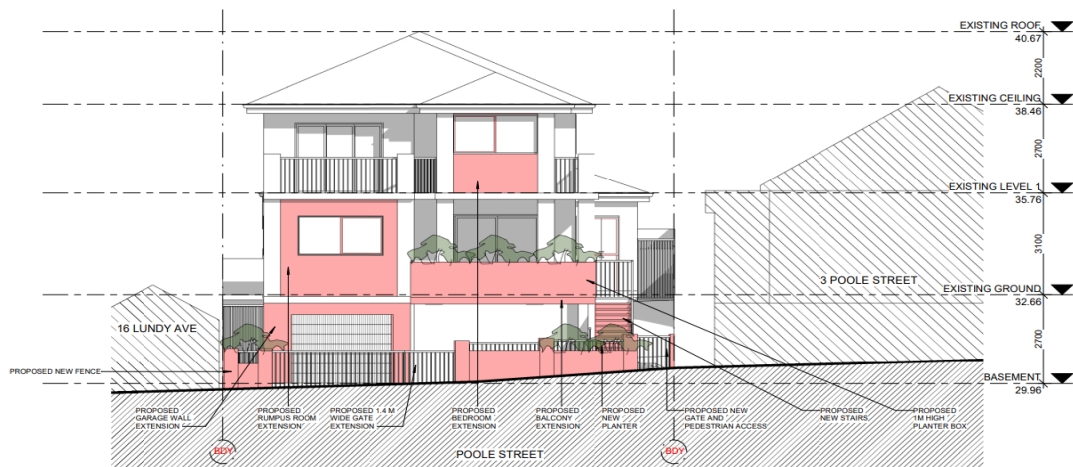 EXISTING ROOF
40.67
2200
EXISTING CEILING
38.46
2700
EXISTING LEVEL 1
35.76
3100
3 POOLE STREET
EXISTING GROUND
32.66
2700
16 LUNDY AVE
PROPOSED NEW FENCE
BASEMENT
29.96
PROPOSED
GARAGE WALL
EXTENSION
PROPOSED
RUMPUS ROOM
EXTENSION
PROPOSED 1.4 M
WIDE GATE
EXTENSION
PROPOSED
BEDROOM
EXTENSION
PROPOSED
BALCONY
EXTENSION
PROPOSED
NEW
PLANTER
PROPOSED NEW
GATE AND
PEDESTRIAN ACCESS
PROPOSED
NEW STAIRS
PROPOSED
1M HIGH
PLANTER BOX
BDY
POOLE STREET
BDY